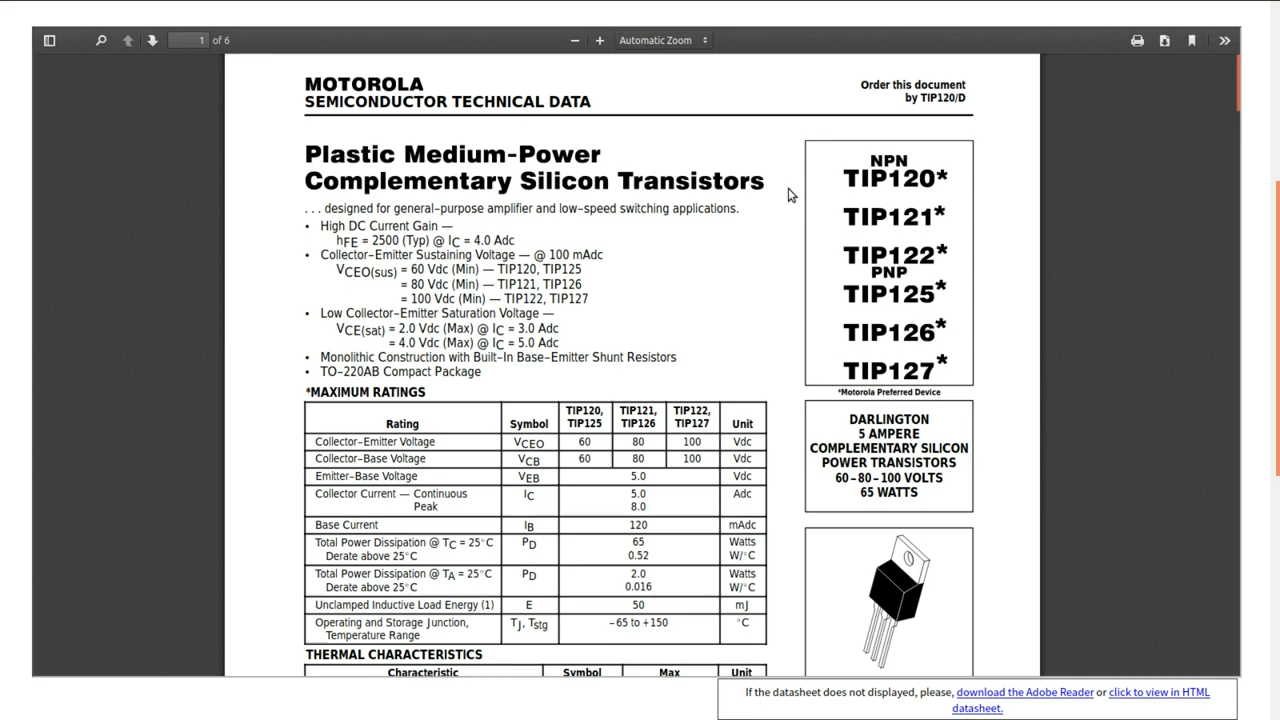 1 of 6
Automatic Zoom
MOTOROLA
SEMICONDUCTOR TECHNICAL DATA
Order this document
by TIP120/D
Plastic Medium-Power
Complementary Silicon Transistors
. . . designed for general–purpose amplifier and low–speed switching applications.
• High DC Current Gain —
hFE = 2500 (Typ) @ IC = 4.0 Adc
• Collector–Emitter Sustaining Voltage — @ 100 mAdc
VCEO(sus) = 60 Vdc (Min) — TIP120, TIP125
= 80 Vdc (Min) — TIP121, TIP126
= 100 Vdc (Min) — TIP122, TIP127
• Low Collector–Emitter Saturation Voltage —
VCE(sat) = 2.0 Vdc (Max) @ IC = 3.0 Adc
= 4.0 Vdc (Max) @ IC = 5.0 Adc
• Monolithic Construction with Built–In Base–Emitter Shunt Resistors
• TO–220AB Compact Package
*MAXIMUM RATINGS
Rating Symbol TIP120, TIP125 TIP121, TIP126 TIP122, TIP127 Unit
Collector–Emitter Voltage VCEO 60 80 100 Vdc
Collector–Base Voltage VCB 60 80 100 Vdc
Emitter–Base Voltage VEB 5.0 Vdc
Collector Current — Continuous IC 5.0 Adc
Peak 8.0
Base Current IB 120 mAdc
Total Power Dissipation @ TC = 25°C PD 65 Watts
Derate above 25°C 0.52 W/°C
Total Power Dissipation @ TA = 25°C PD 2.0 Watts
Derate above 25°C 0.016 W/°C
Unclamped Inductive Load Energy (1) E 50 mJ
Operating and Storage Junction, TJ, Tstg –65 to +150 °C
Temperature Range
THERMAL CHARACTERISTICS
Characteristic Symbol Max Unit
NPN
TIP120*
TIP121*
TIP122*
PNP
TIP125*
TIP126*
TIP127*
*Motorola Preferred Device
DARLINGTON
5 AMPERE
COMPLEMENTARY SILICON
POWER TRANSISTORS
60–80–100 VOLTS
65 WATTS
If the datasheet does not displayed, please, download the Adobe Reader or click to view in HTML
datasheet.